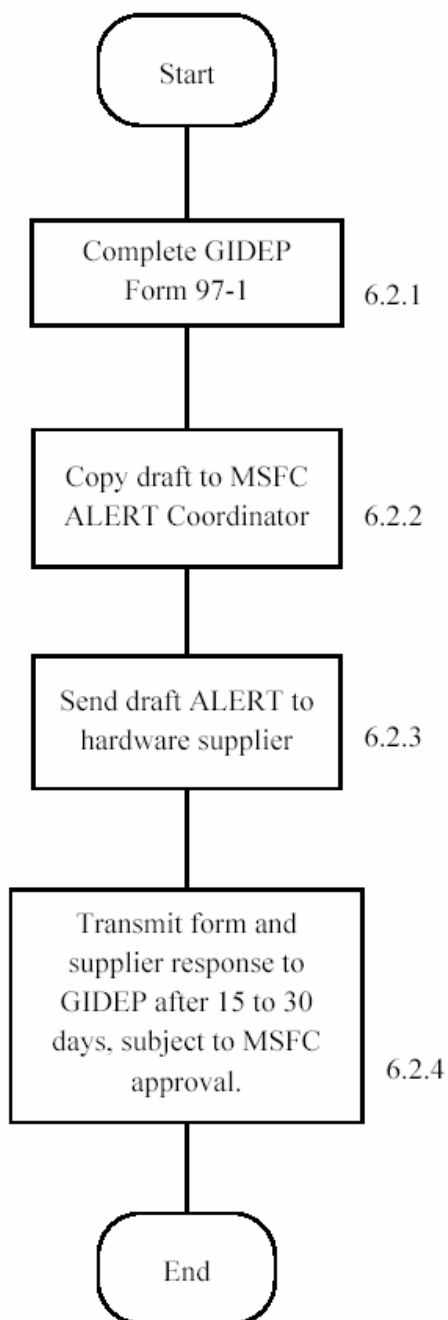 Start
Complete GIDEP
Form 97-1
6.2.1
Copy draft to MSFC
ALERT Coordinator
6.2.2
Send draft ALERT to
hardware supplier
6.2.3
Transmit form and
supplier response to
GIDEP after 15 to 30
days, subject to MSFC
approval.
6.2.4
End